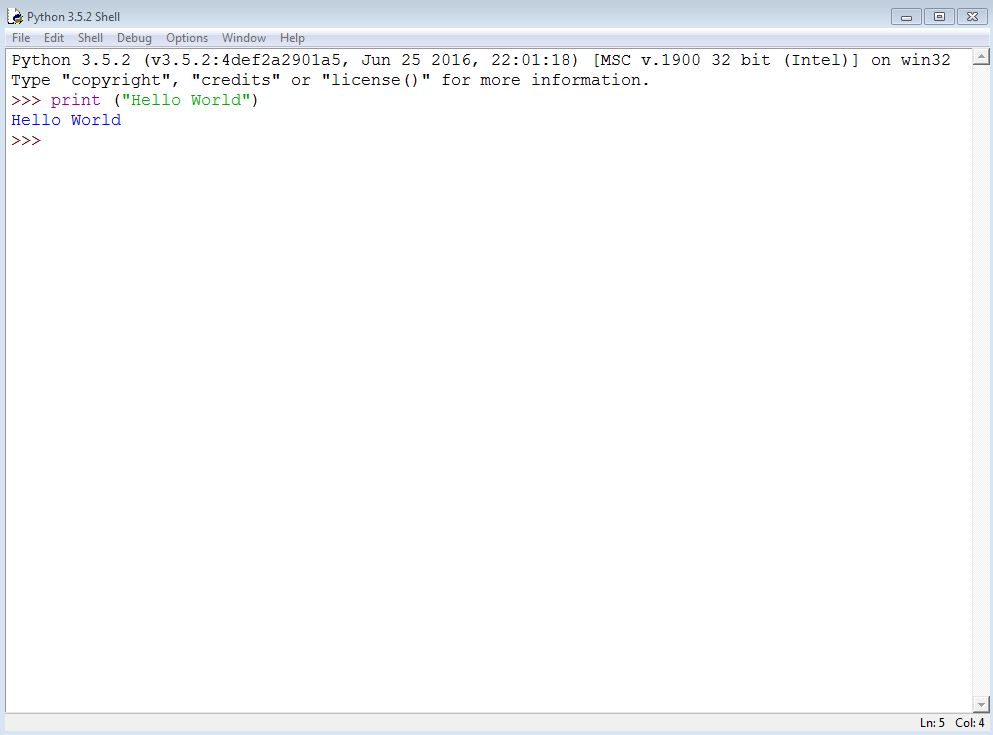 Python 3.5.2 Shell
File Edit Shell Debug Options Window Help
Python 3.5.2 (v3.5.2:4def2a2901a5, Jun 25 2016, 22:01:18) [MSC v.1900 32 bit (Intel)] on win32
Type "copyright", "credits" or "license()" for more information.
>>> print ("Hello World")
Hello World
>>>
Ln: 5 Col: 4